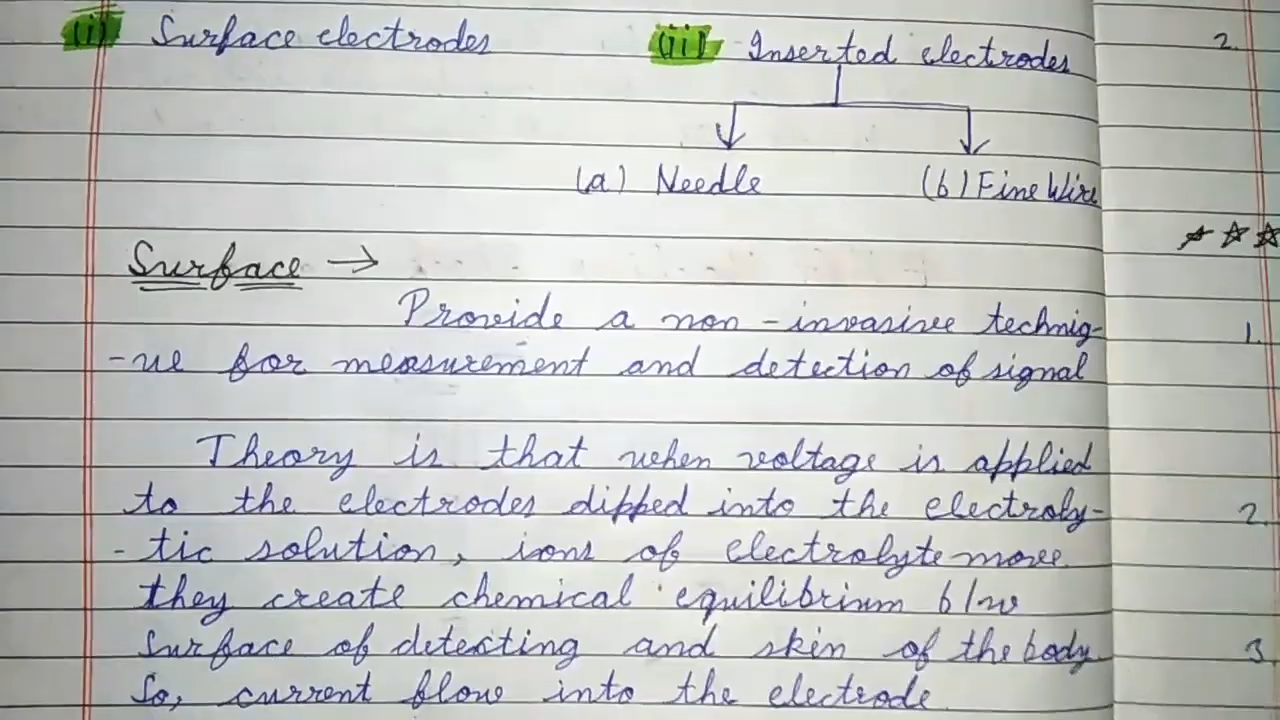 (i) Surface electrodes (ii) Inserted electrodes
(a) Needle (b) Fine Wire
Surface →
Provide a non-invasive techniq-
-ue for measurement and detection of signal
Theory is that when voltage is applied
to the electrodes dipped into the electroly-
-tic solution, ions of electrolyte move
they create chemical equilibrium b/w
surface of detecting and skin of the body
So, current flow into the electrode
2.
1.
2.
3